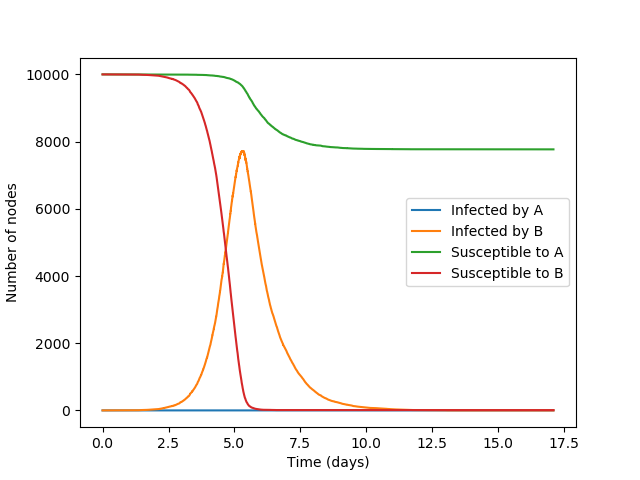 10000
8000
6000
4000
2000
0
Number of nodes
Infected by A
Infected by B
Susceptible to A
Susceptible to B
0.0 2.5 5.0 7.5 10.0 12.5 15.0 17.5
Time (days)